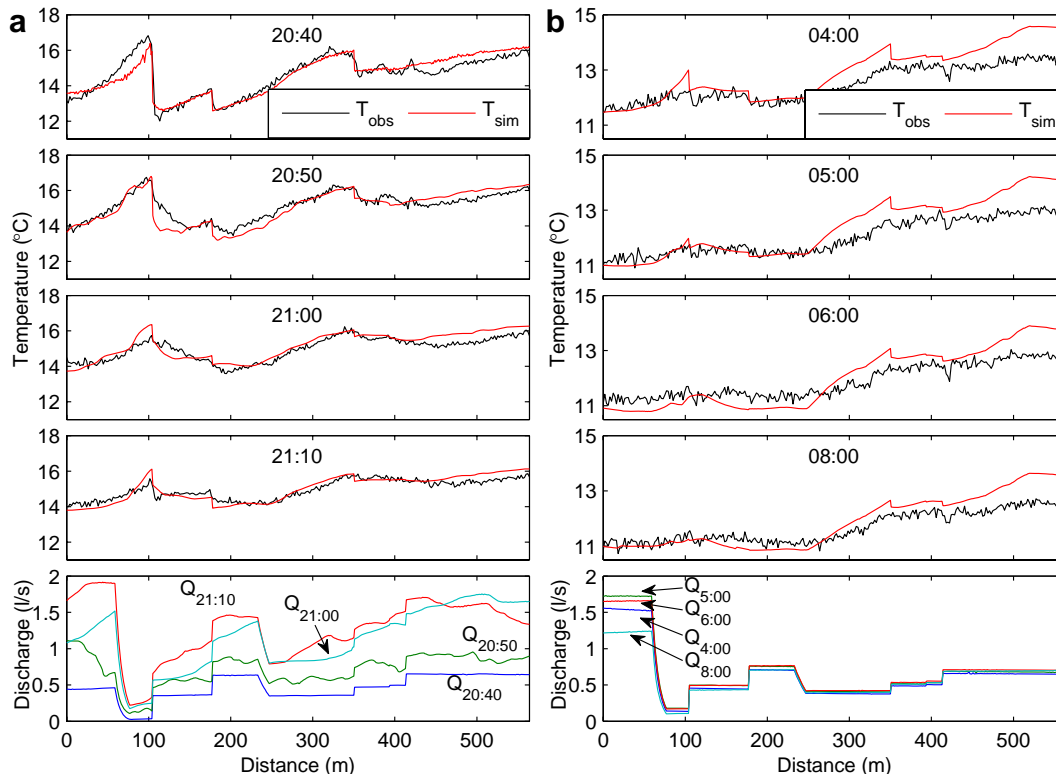 a
20:40
16
14
12
T_obs
T_sim
20:50
16
14
12
21:00
16
14
12
21:10
16
14
12
Temperature (°C)
2
1.5
1
0.5
0
Discharge (l/s)
Q_21:10
Q_21:00
Q_20:50
Q_20:40
0 100 200 300 400 500
Distance (m)
b
04:00
15
13
11
T_obs
T_sim
05:00
15
13
11
06:00
15
13
11
08:00
15
13
11
Temperature (°C)
2
1.5
1
0.5
0
Discharge (l/s)
Q_5:00
Q_6:00
Q_4:00
Q_8:00
0 100 200 300 400 500
Distance (m)